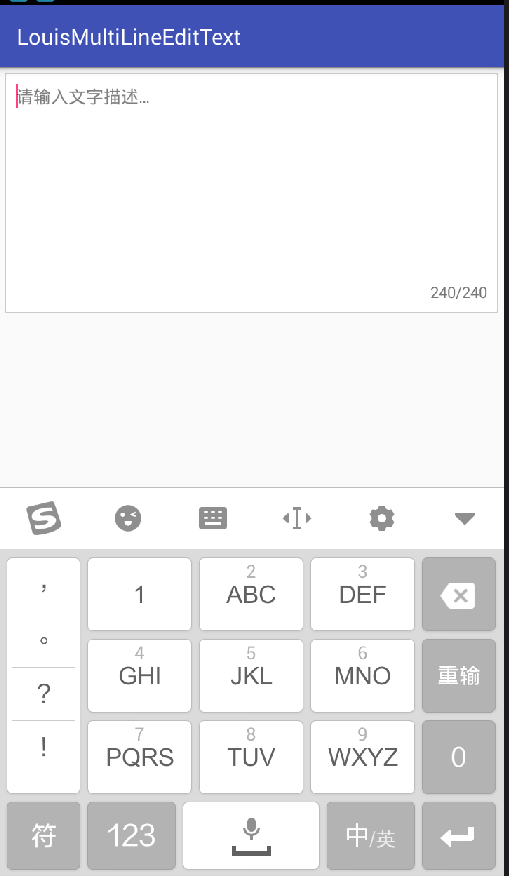 LouisMultiLineEditText
请输入文字描述...
240/240
S
,
。
?
!
1
2
ABC
3
DEF
4
GHI
5
JKL
6
MNO
重输
7
PQRS
8
TUV
9
WXYZ
0
符
123
中/英